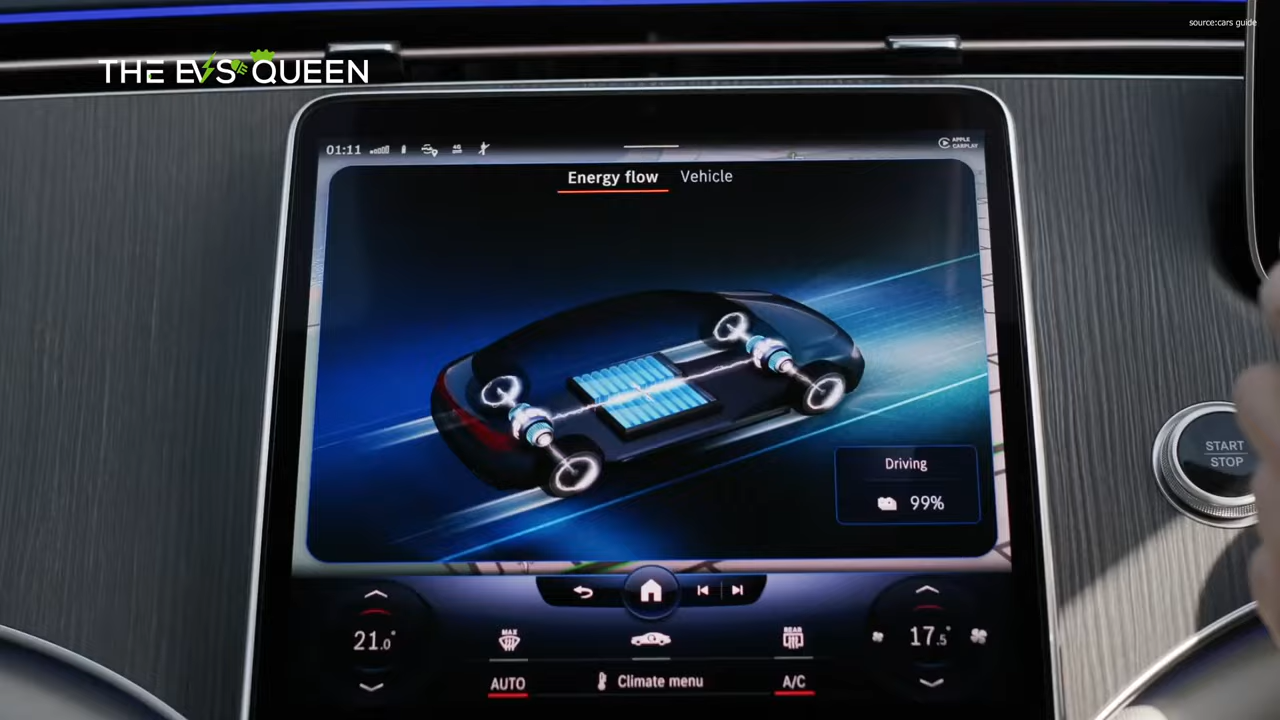 source:cars guide
THE EVS QUEEN
01:11
4G
APPLE
CARPLAY
Energy flow Vehicle
START
STOP
Driving
99%
21.0°
MAX
REAR
17.5°
AUTO
Climate menu
A/C